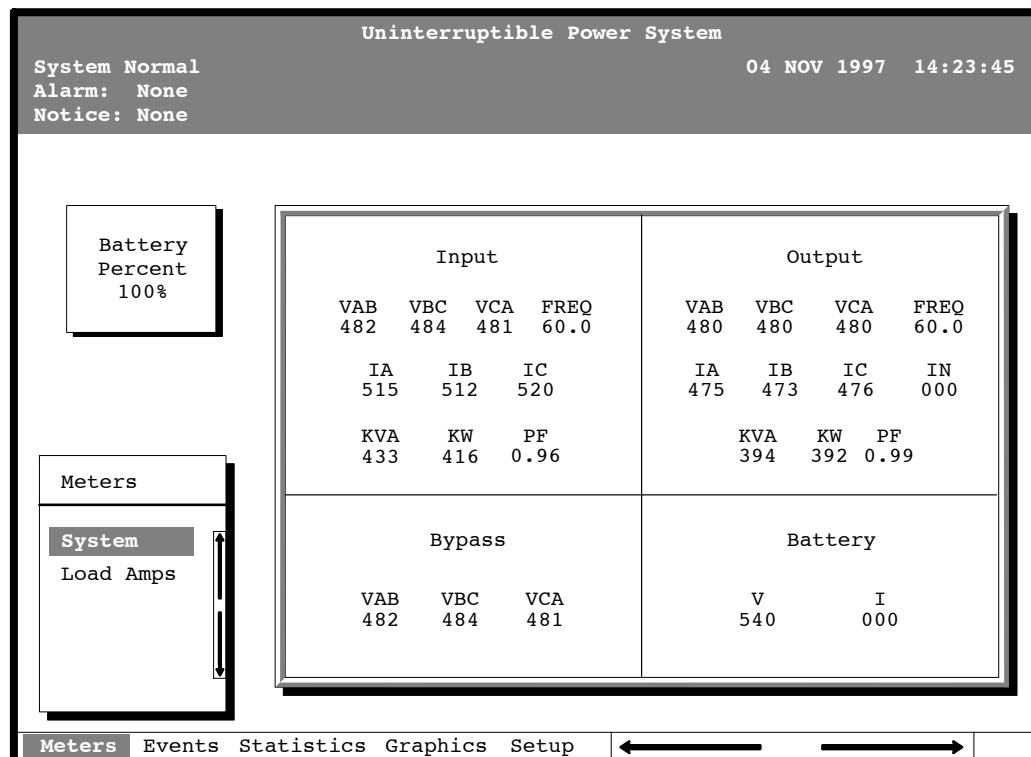 Uninterruptible Power System
System Normal 04 NOV 1997 14:23:45
Alarm: None
Notice: None
Battery
Percent
100%
Input
VAB VBC VCA FREQ
482 484 481 60.0
IA IB IC
515 512 520
KVA KW PF
433 416 0.96
Output
VAB VBC VCA FREQ
480 480 480 60.0
IA IB IC IN
475 473 476 000
KVA KW PF
394 392 0.99
Meters
System
Load Amps
Bypass
VAB VBC VCA
482 484 481
Battery
V I
540 000
Meters Events Statistics Graphics Setup